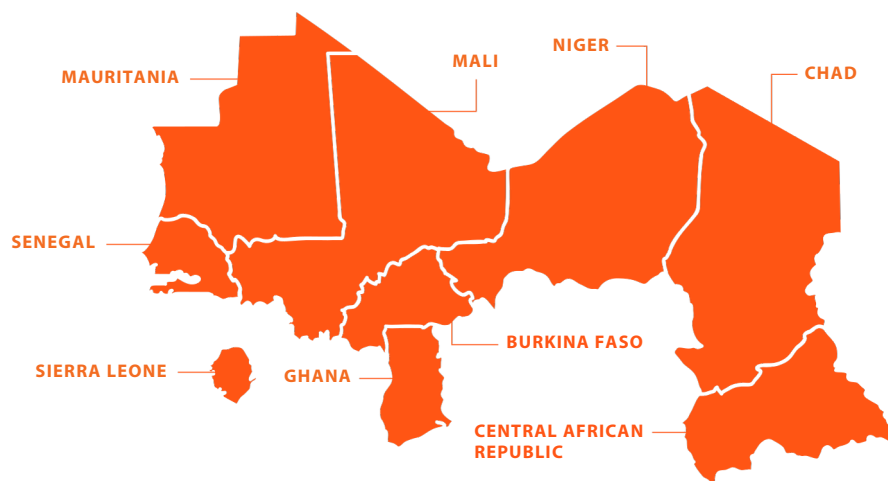 NIGER
MALI
CHAD
MAURITANIA
SENEGAL
BURKINA FASO
SIERRA LEONE
GHANA
CENTRAL AFRICAN
REPUBLIC